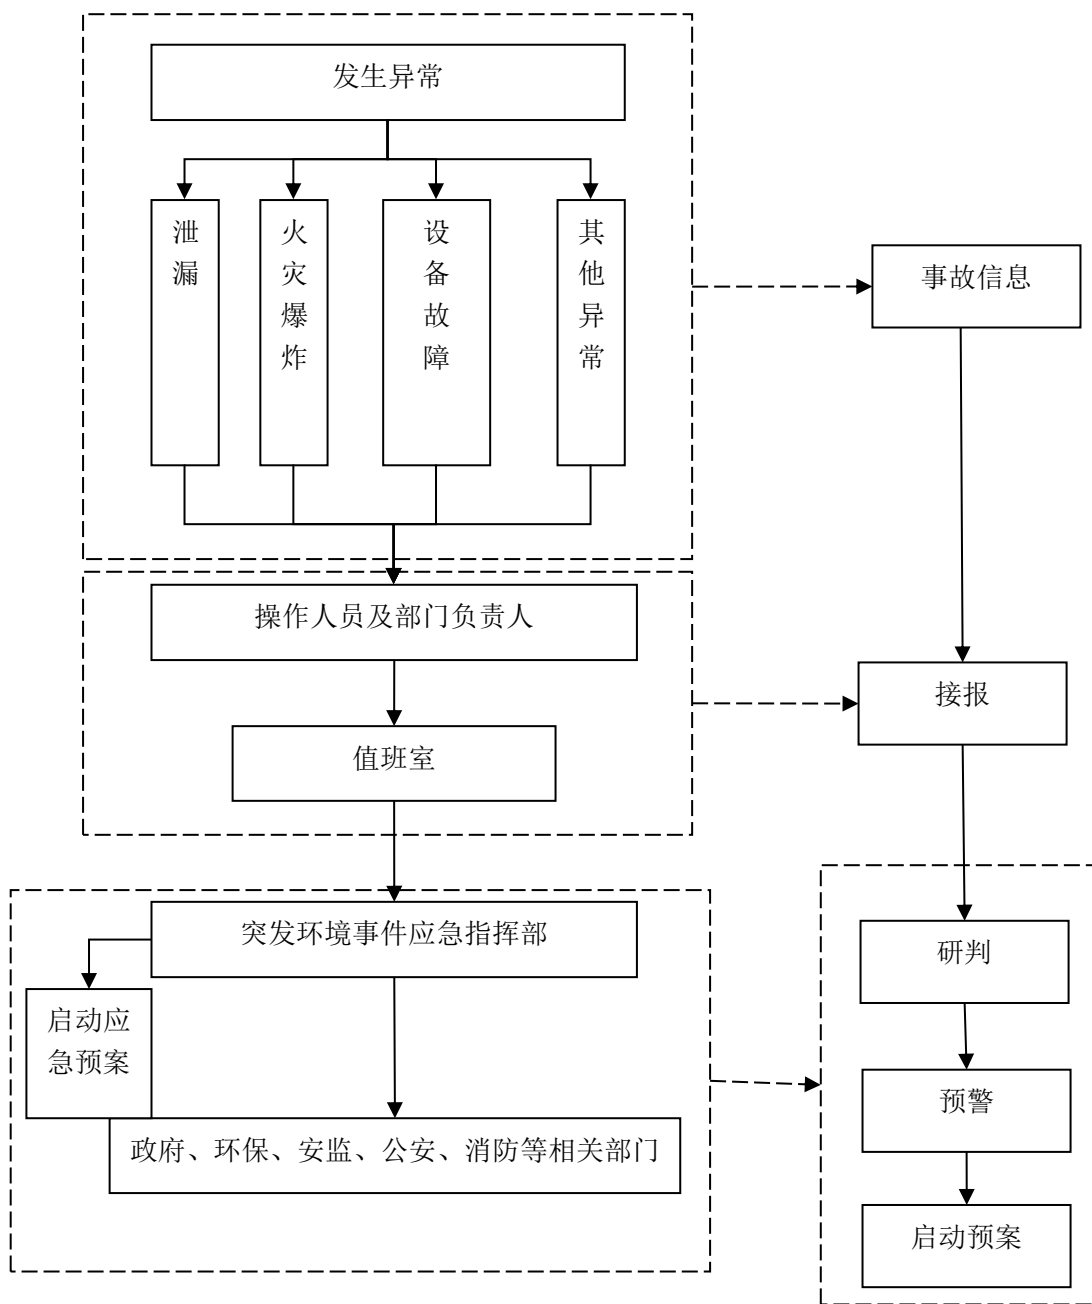 发生异常
泄漏
火灾爆炸
设备故障
其他异常
事故信息
操作人员及部门负责人
接报
值班室
突发环境事件应急指挥部
研判
启动应
急预案
预警
政府、环保、安监、公安、消防等相关部门
启动预案